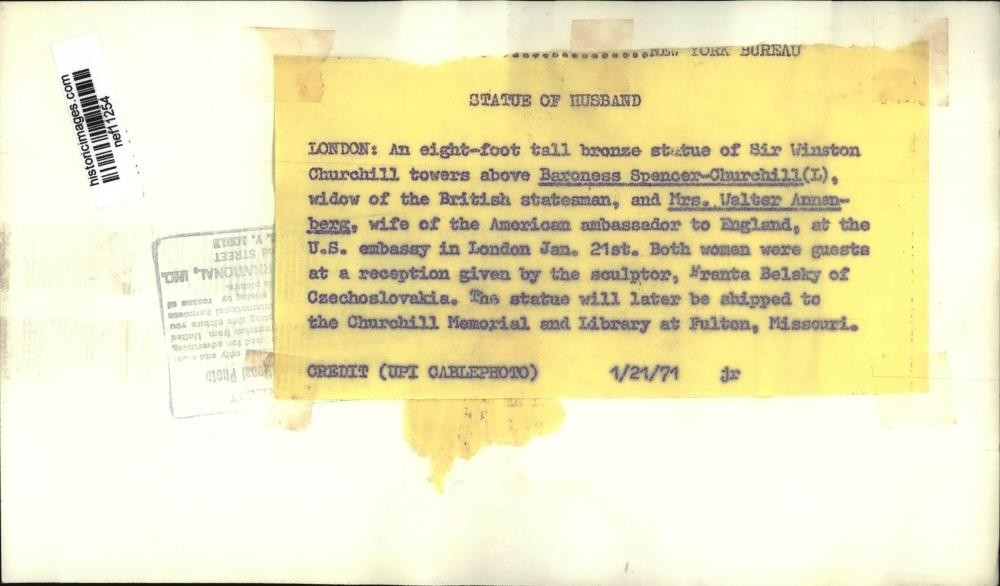 NEW YORK BUREAU
STATUE OF HUSBAND
LONDON: An eight-foot tall bronze statue of Sir Winston
Churchill towers above Baroness Spencer-Churchill(L),
widow of the British statesman, and Mrs. Walter Annen-
berg, wife of the American ambassador to England, at the
U.S. embassy in London Jan. 21st. Both women were guests
at a reception given by the sculptor, Franta Belsky of
Czechoslovakia. The statue will later be shipped to
the Churchill Memorial and Library at Fulton, Missouri.
CREDIT (UPI CABLEPHOTO) 1/21/71 jr
historicimages.com
nef11254